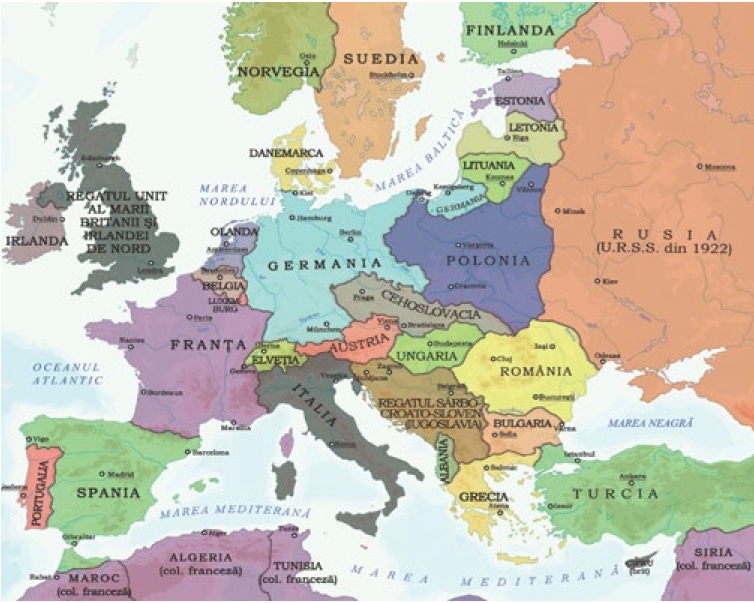 FINLANDA
Helsinki
Oslo
NORVEGIA
SUEDIA
Stockholm
Tallinn
ESTONIA
LETONIA
Riga
MAREA BALTICĂ
DANEMARCA
Copenhaga
LITUANIA
Kaunas
Vilnius
Moscova
Edinburgh
REGATUL UNIT
AL MARII
BRITANII ȘI
IRLANDEI
DE NORD
Dublin
IRLANDA
Londra
MAREA
NORDULUI
Kiel
Hamburg
Danzig
Königsberg
GERMANIA
Minsk
RUSIA
(U.R.S.S. din 1922)
OLANDA
Amsterdam
Berlin
GERMANIA
Varșovia
POLONIA
Cracovia
Kiev
Bruxelles
BELGIA
LUXEM
BURG
Praga
CEHOSLOVACIA
Paris
Nantes
FRANȚA
München
Viena
Bratislava
AUSTRIA
Budapesta
UNGARIA
Berna
ELVEȚIA
Geneva
Cluj
Iași
ROMÂNIA
Odessa
OCEANUL
ATLANTIC
Bordeaux
Veneția
Ljubljana
Zagreb
Belgrad
București
REGATUL SÂRBO-
CROATO-SLOVEN
(IUGOSLAVIA)
ITALIA
Marsilia
MAREA NEAGRĂ
BULGARIA
Varna
Sofia
Vigo
Barcelona
Roma
ALBANIA
Istanbul
Madrid
SPANIA
PORTUGALIA
Salonic
GRECIA
Atena
Ankara
TURCIA
Izmir
MAREA MEDITERANĂ
Gibraltar
Alger
Tunis
Rabat
MAROC
(col. franceză)
ALGERIA
(col. franceză)
TUNISIA
(col. franceză)
MAREA MEDITERANĂ
CIPRU
(brit)
SIRIA
(col. franceză)